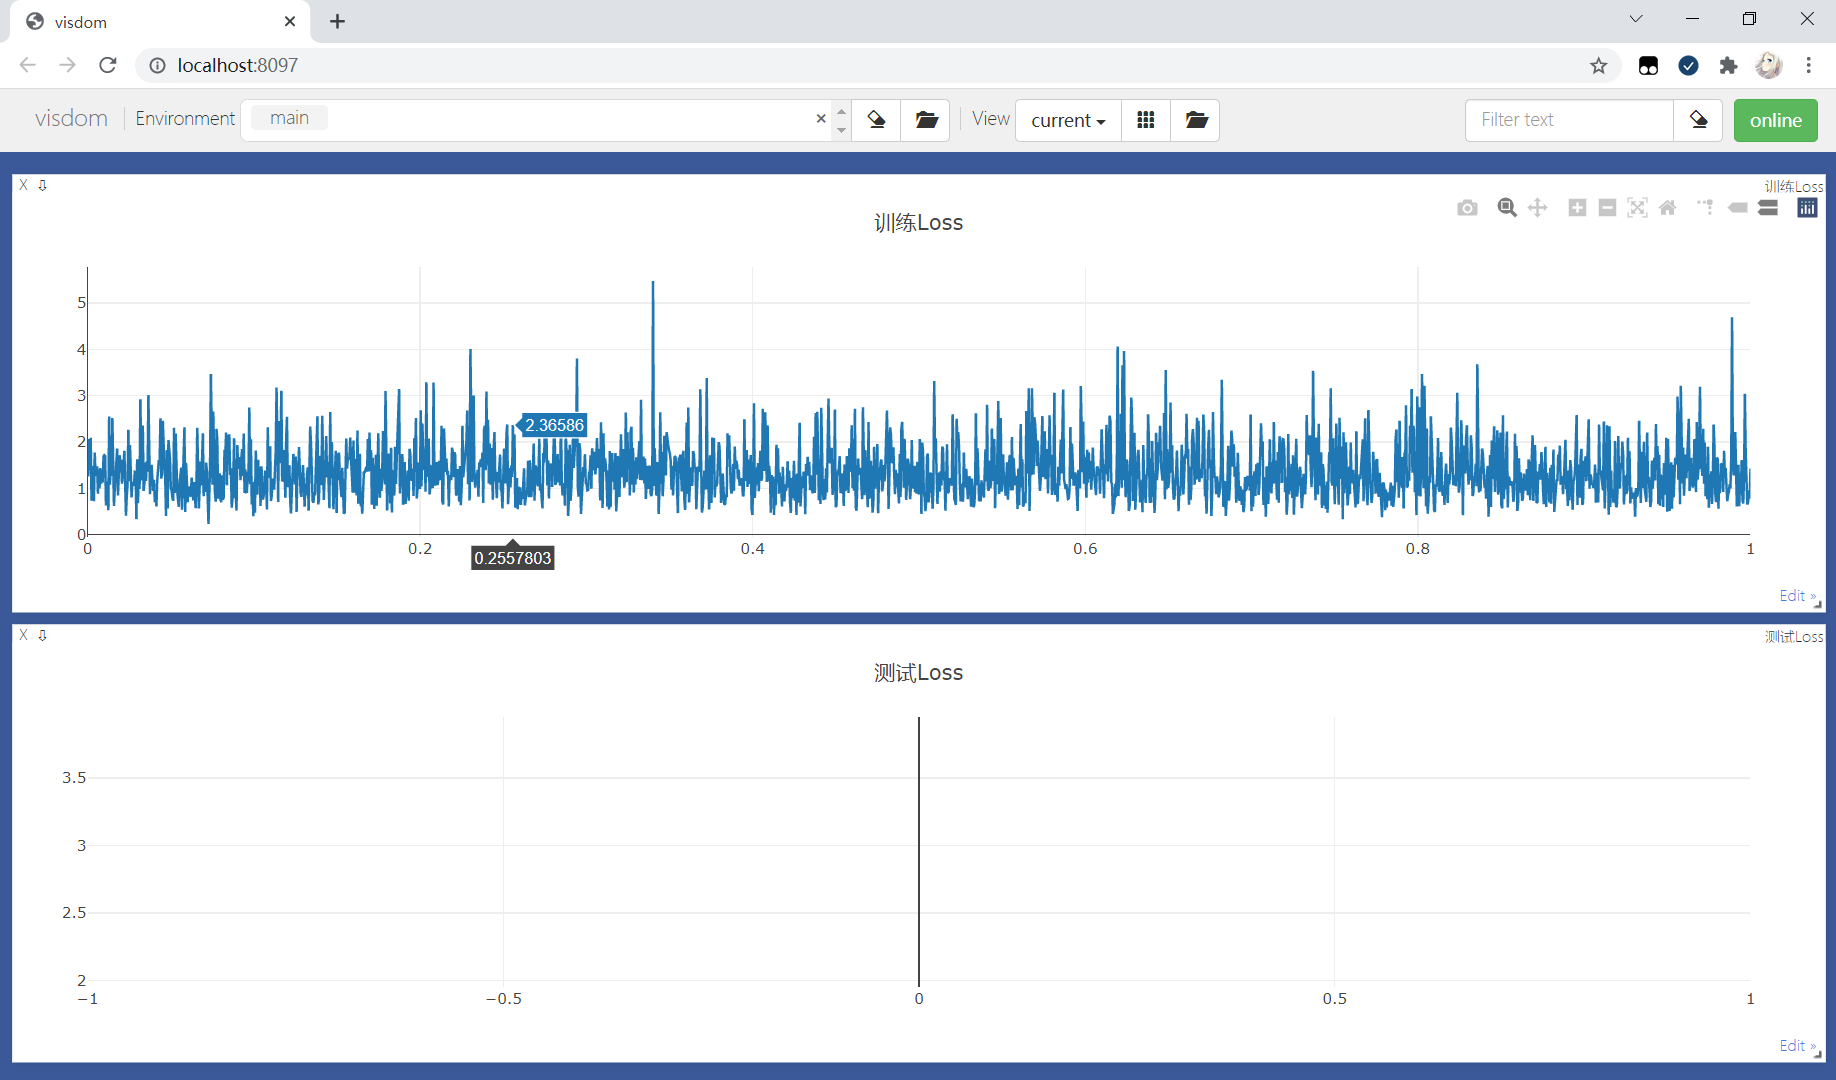 visdom
localhost:8097
visdom Environment main × View current Filter text online
X 训练Loss
训练Loss
5
4
3
2
1
0
2.36586
0 0.2 0.4 0.6 0.8 1
0.2557803
Edit »
X 测试Loss
测试Loss
3.5
3
2.5
2
−1 −0.5 0 0.5 1
Edit »